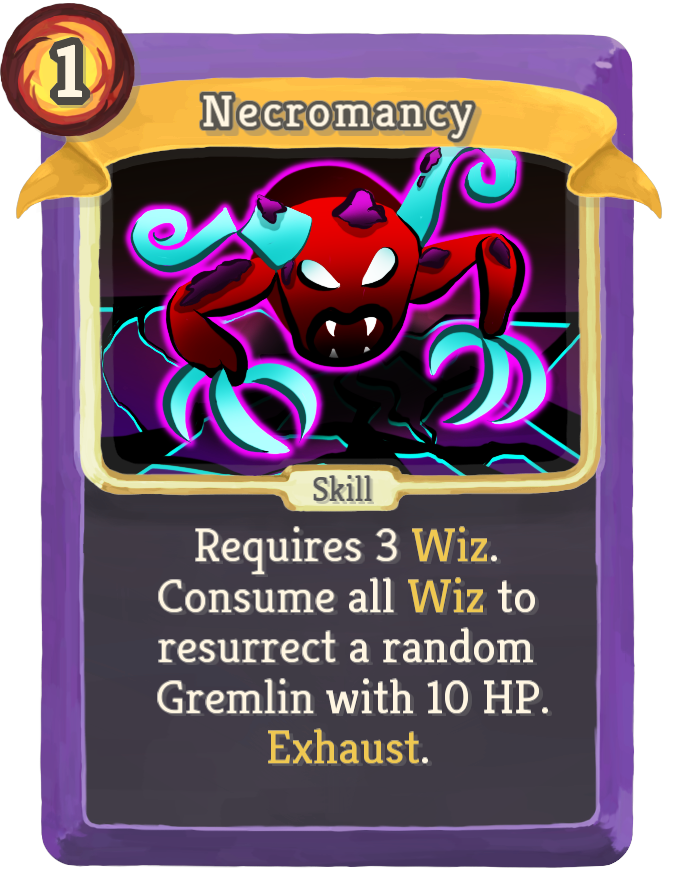 1
Necromancy
Skill
Requires 3 Wiz.
Consume all Wiz to
resurrect a random
Gremlin with 10 HP.
Exhaust.